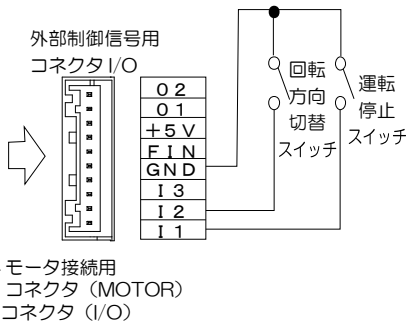 外部制御信号用
コネクタI/O
O2
O1
+5V
FIN
GND
I3
I2
I1
回転
方向
切替
スイッチ
運転
停止
スイッチ
モータ接続用
コネクタ（MOTOR）
コネクタ（I/O）